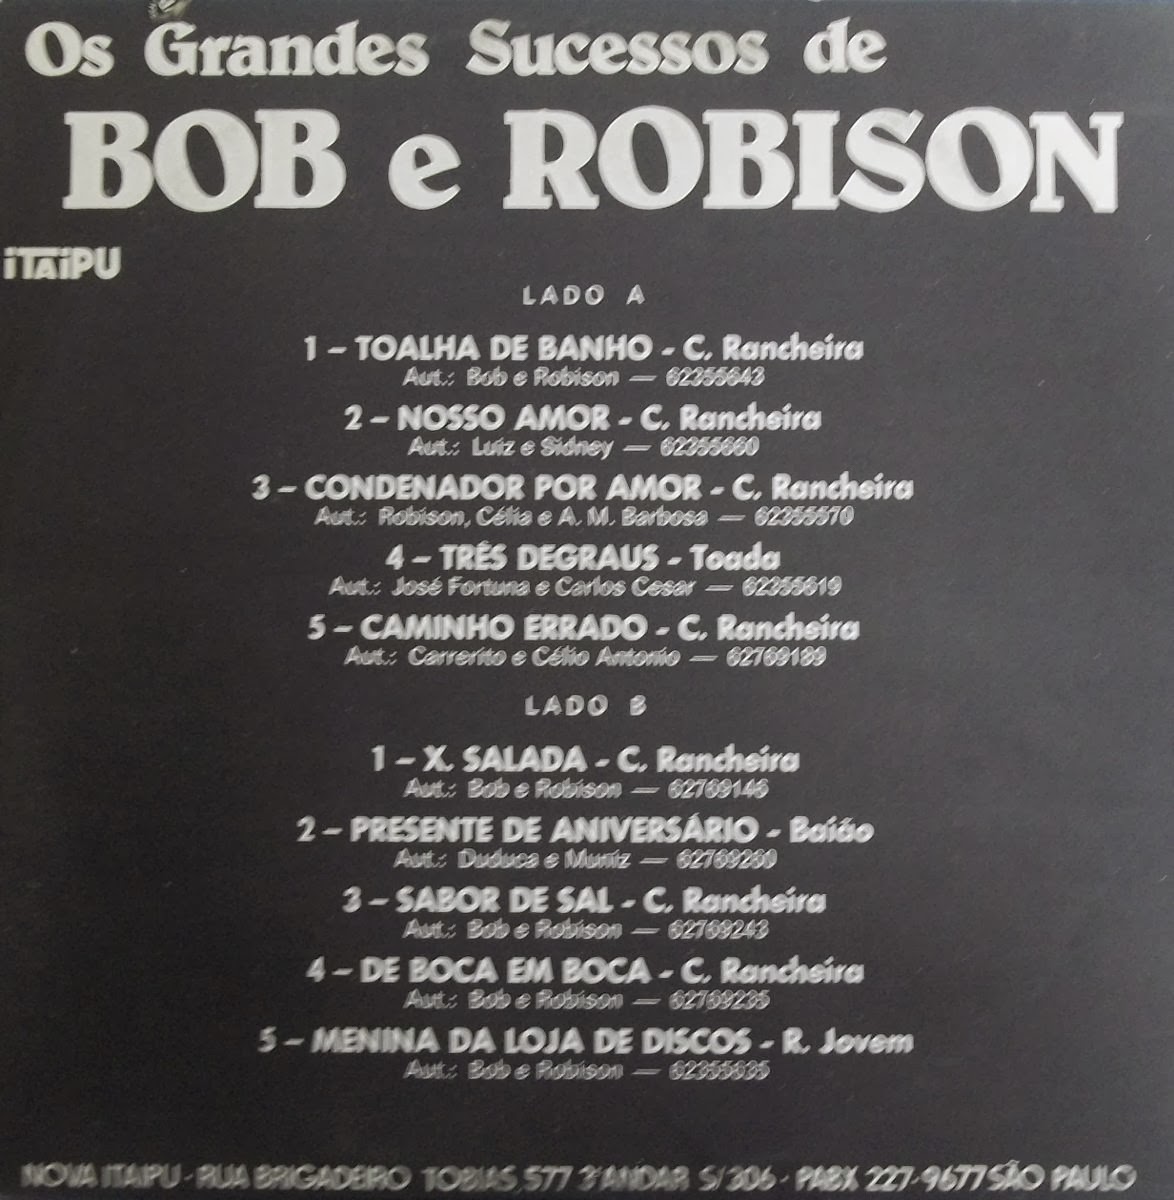 Os Grandes Sucessos de
BOB e ROBISON
iTAiPU
LADO A
1 – TOALHA DE BANHO - C. Rancheira
Aut.: Bob e Robison — 62355643
2 – NOSSO AMOR - C. Rancheira
Aut.: Luiz e Sidney — 62355660
3 – CONDENADOR POR AMOR - C. Rancheira
Aut.: Robison, Célia e A. M. Barbosa — 62355570
4 – TRÊS DEGRAUS - Toada
Aut.: José Fortuna e Carlos Cesar — 62355619
5 – CAMINHO ERRADO - C. Rancheira
Aut.: Carrerito e Célio Antonio — 62769189
LADO B
1 – X. SALADA - C. Rancheira
Aut.: Bob e Robison — 62769146
2 – PRESENTE DE ANIVERSÁRIO - Baião
Aut.: Duduca e Muniz — 62769260
3 – SABOR DE SAL - C. Rancheira
Aut.: Bob e Robison — 62769243
4 – DE BOCA EM BOCA - C. Rancheira
Aut.: Bob e Robison — 62769235
5 – MENINA DA LOJA DE DISCOS - R. Jovem
Aut.: Bob e Robison — 62355635
NOVA ITAIPU - RUA BRIGADEIRO TOBIAS, 577 3º ANDAR S/ 306 - PABX 227-9677 SÃO PAULO